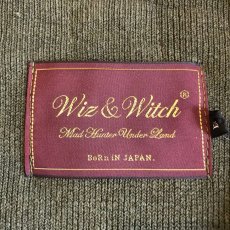 Wiz & Witch ®
Mad Hunter Under Land
BoRn iN JAPAN.